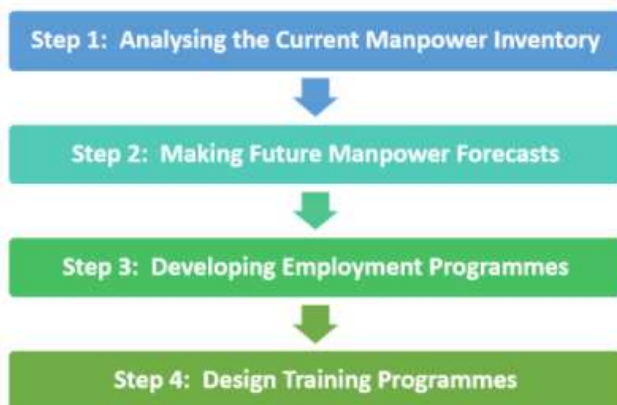 Step 1: Analysing the Current Manpower Inventory
Step 2: Making Future Manpower Forecasts
Step 3: Developing Employment Programmes
Step 4: Design Training Programmes